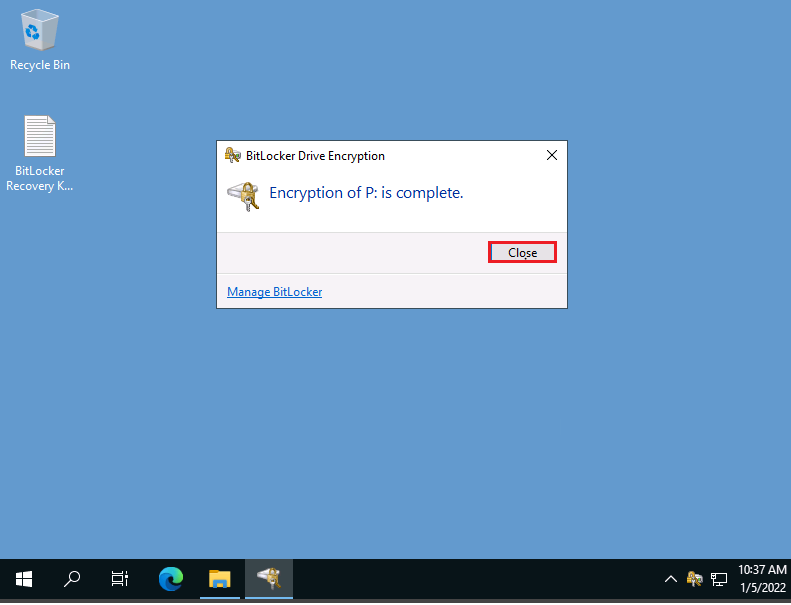 Recycle Bin
BitLocker
Recovery K...
BitLocker Drive Encryption
Encryption of P: is complete.
Close
Manage BitLocker
10:37 AM
1/5/2022